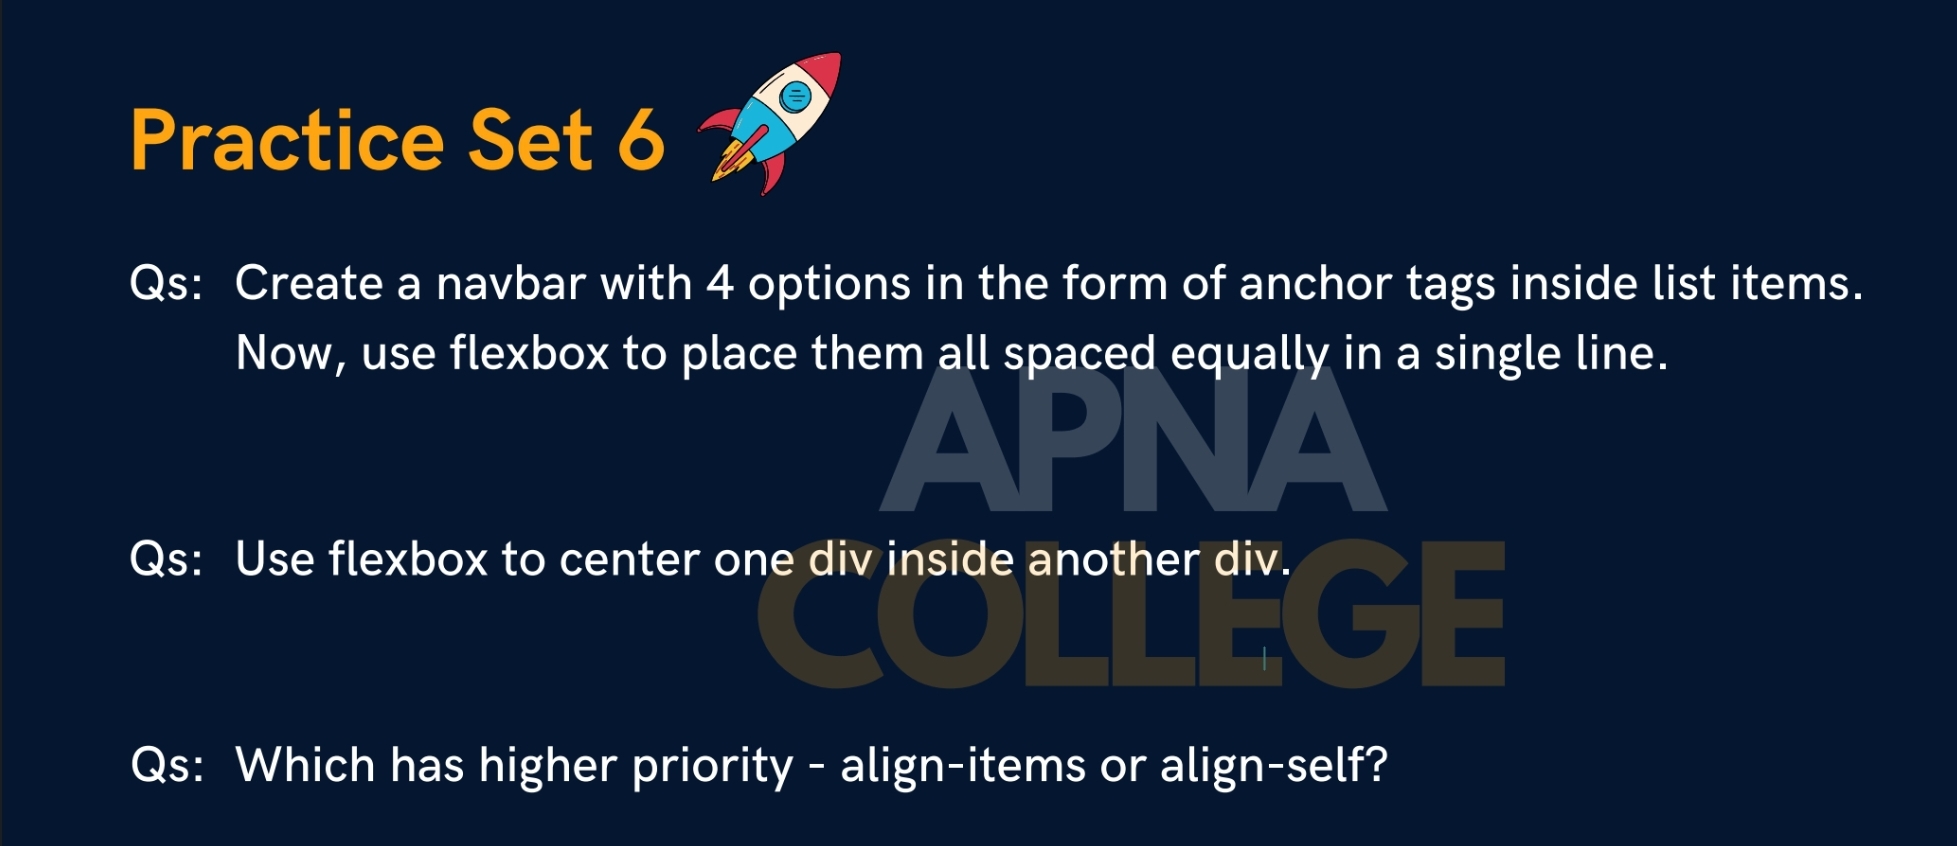 Practice Set 6
Qs: Create a navbar with 4 options in the form of anchor tags inside list items.
Now, use flexbox to place them all spaced equally in a single line.
APNA
COLLEGE
Qs: Use flexbox to center one div inside another div.
Qs: Which has higher priority - align-items or align-self?